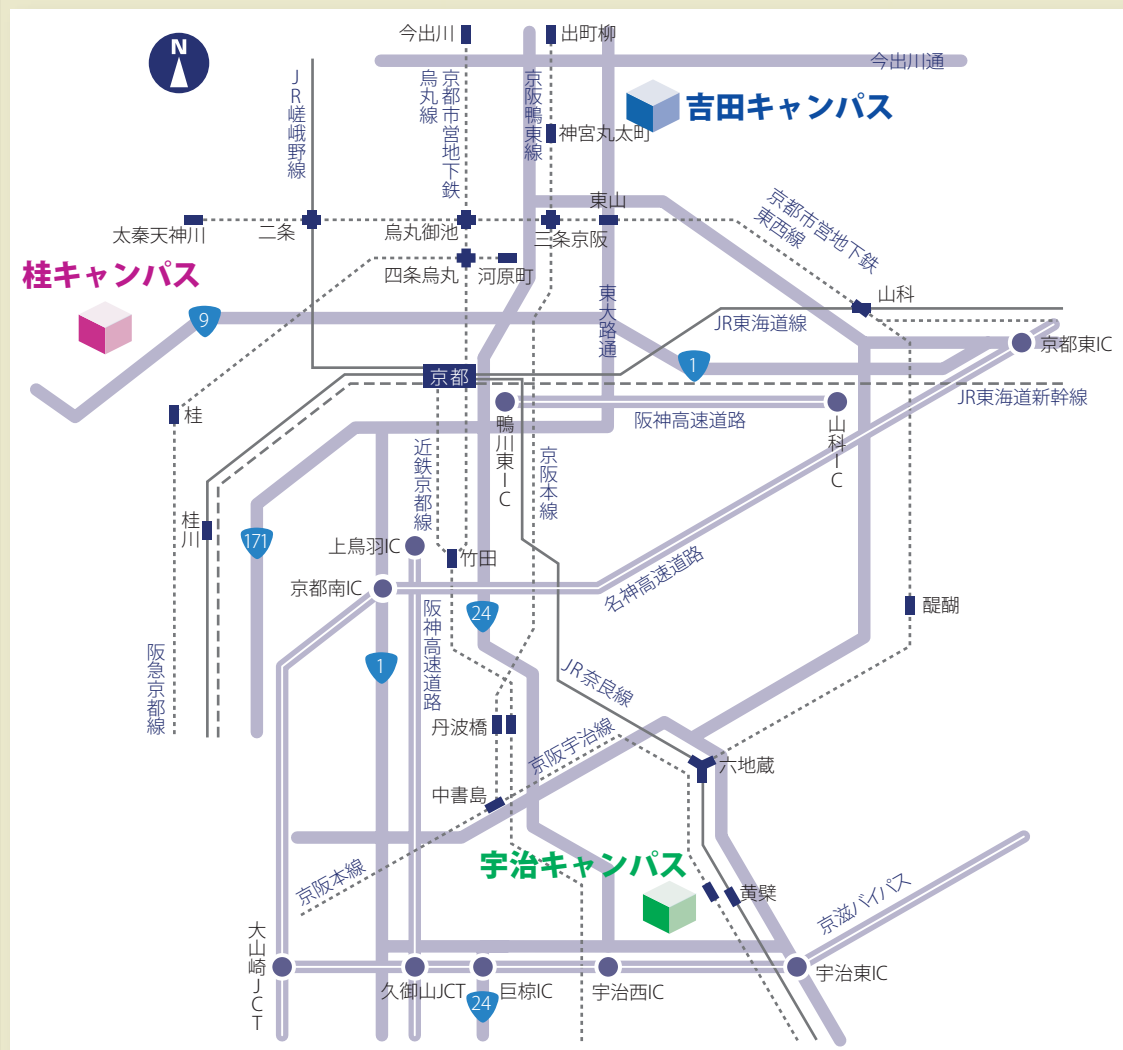 N
今出川
出町柳
今出川通
JR嵯峨野線
京都市営地下鉄
烏丸線
京阪鴨東線
吉田キャンパス
神宮丸太町
東山
京都市営地下鉄
東西線
太秦天神川
二条
烏丸御池
三条京阪
四条烏丸
河原町
桂キャンパス
9
東大路通
山科
JR東海道線
京都東IC
1
京都
JR東海道新幹線
桂
鴨川東IC
阪神高速道路
山科IC
近鉄京都線
京阪本線
桂川
171
上鳥羽IC
竹田
京都南IC
名神高速道路
醍醐
24
阪神高速道路
1
阪急京都線
JR奈良線
丹波橋
京阪宇治線
六地蔵
中書島
宇治キャンパス
京阪本線
黄檗
京滋バイパス
大山崎JCT
久御山JCT
巨椋IC
宇治西IC
宇治東IC
24